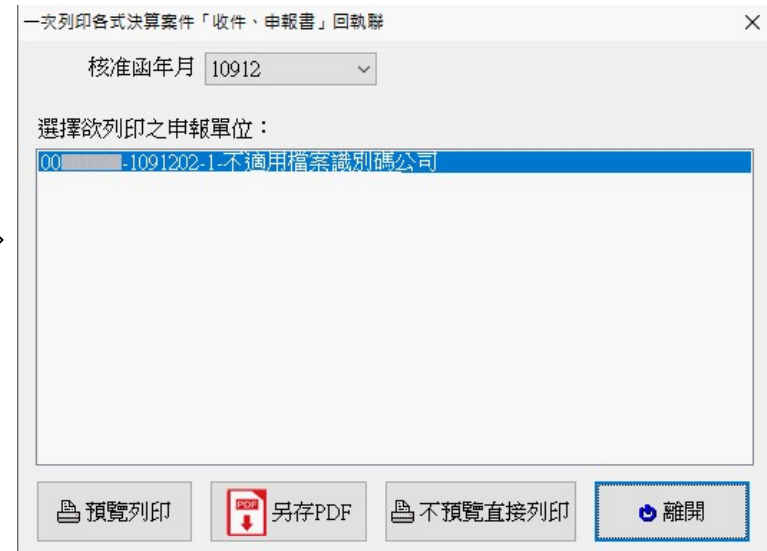 一次列印各式決算案件「收件、申報書」回執聯
核准函年月 10912
選擇欲列印之申報單位：
00 -1091202-1-不適用檔案識別碼公司
預覽列印 PDF 另存PDF 不預覽直接列印 離開